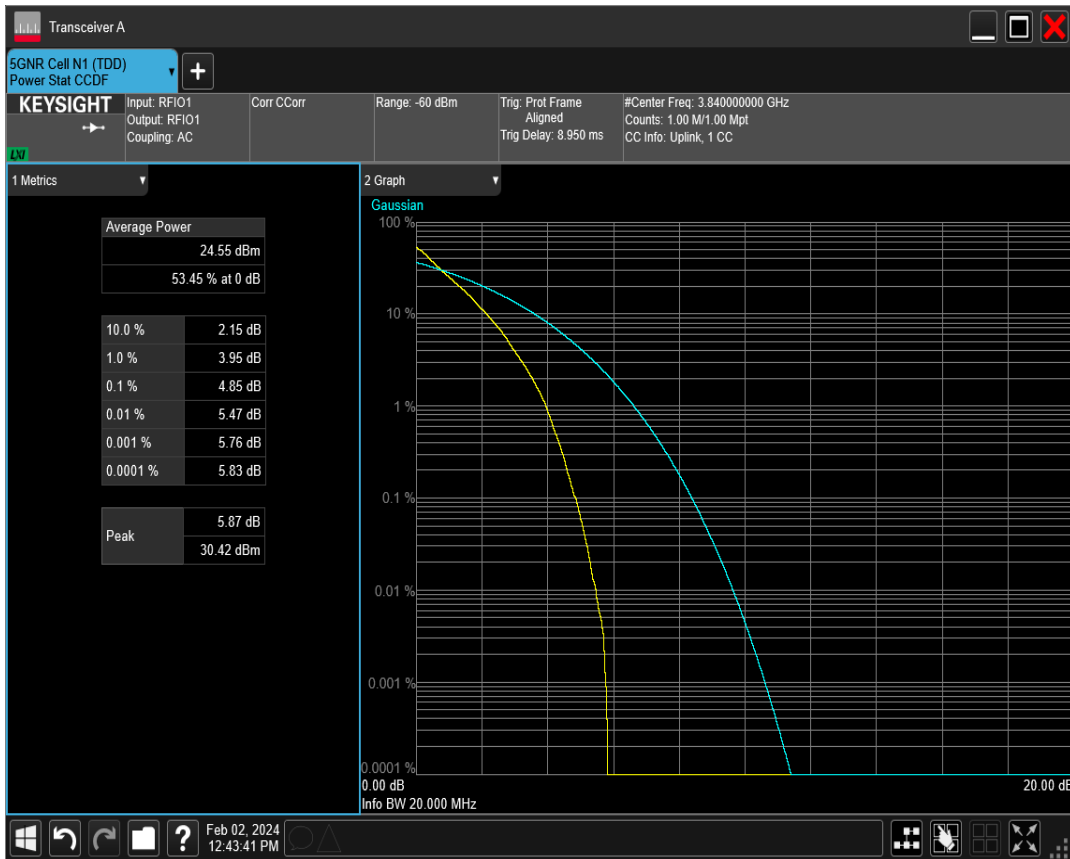 Transceiver A
5GNR Cell N1 (TDD)
Power Stat CCDF
KEYSIGHT
LXI
Input: RFIO1
Output: RFIO1
Coupling: AC
Corr CCorr
Range: -60 dBm
Trig: Prot Frame
Aligned
Trig Delay: 8.950 ms
#Center Freq: 3.840000000 GHz
Counts: 1.00 M/1.00 Mpt
CC Info: Uplink, 1 CC
1 Metrics
Average Power
24.55 dBm
53.45 % at 0 dB
10.0 % 2.15 dB
1.0 % 3.95 dB
0.1 % 4.85 dB
0.01 % 5.47 dB
0.001 % 5.76 dB
0.0001 % 5.83 dB
Peak
5.87 dB
30.42 dBm
2 Graph
Gaussian
100 %
10 %
1 %
0.1 %
0.01 %
0.001 %
0.0001 %
0.00 dB
20.00 dB
Info BW 20.000 MHz
?
Feb 02, 2024
12:43:41 PM